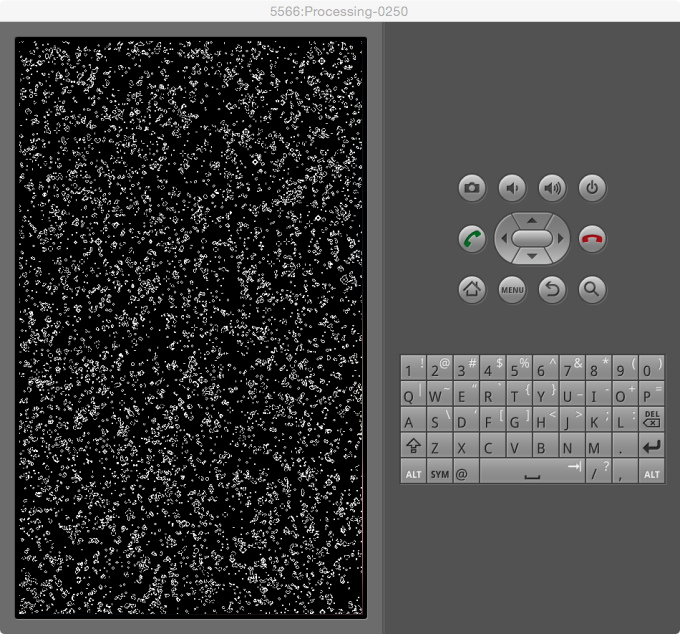 5566:Processing-0250
MENU
1 ! 2 @ 3 # 4 $ 5 % 6 ^ 7 & 8 * 9 ( 0 )
Q | W ~ E " R ` T { Y } U _ I - O + P =
A S \ D ' F [ G ] H < J > K ; L : DEL
Z X C V B N M .
ALT SYM @ / ? , ALT